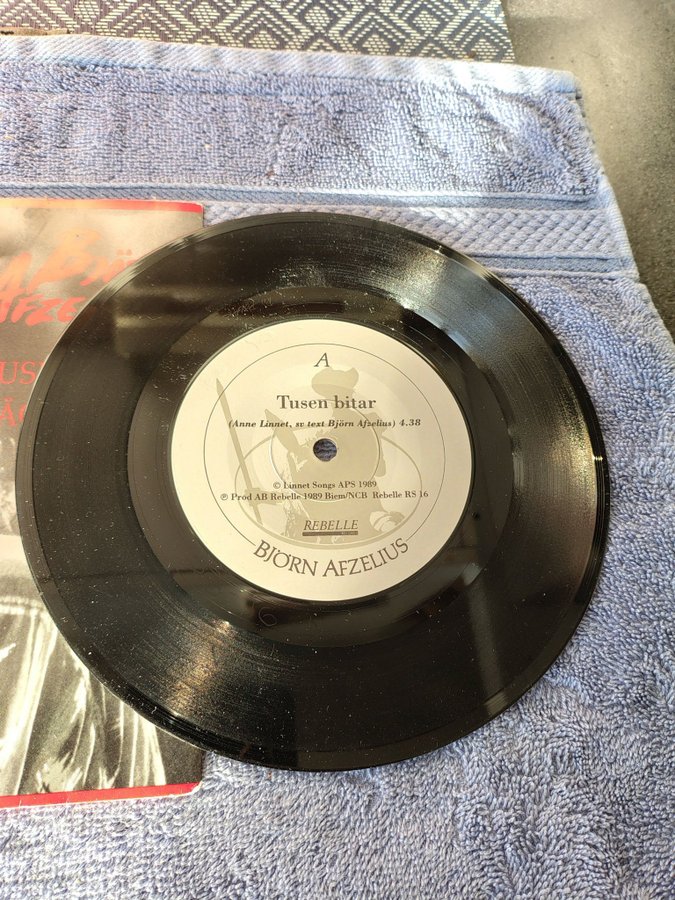 A
Tusen bitar
(Anne Linnet, sv text Björn Afzelius) 4.38
© Linnet Songs APS 1989
℗ Prod AB Rebelle 1989 Biem/NCB Rebelle RS 16
REBELLE
BJÖRN AFZELIUS